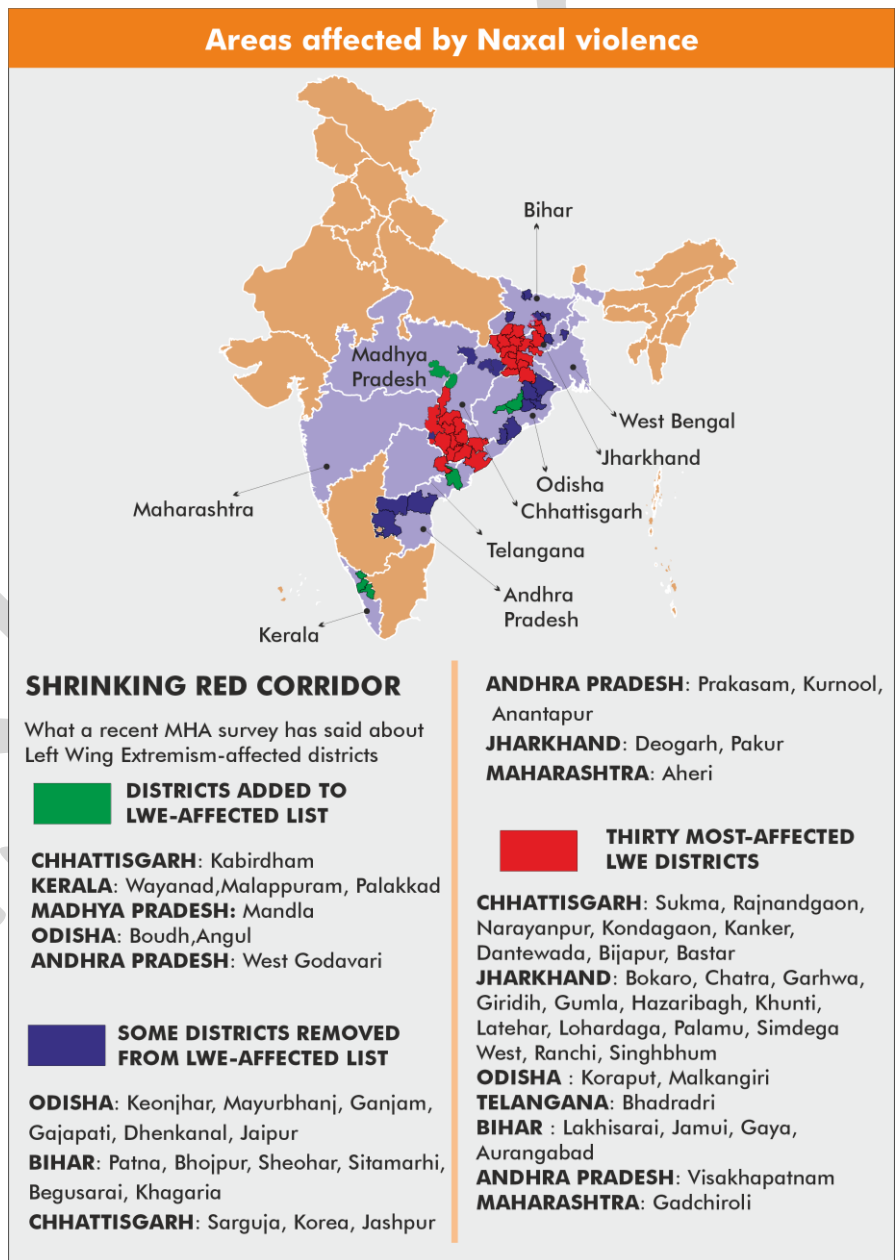 Areas affected by Naxal violence
Bihar
Madhya
Pradesh
West Bengal
Jharkhand
Odisha
Maharashtra
Chhattisgarh
Telangana
Andhra
Pradesh
Kerala
SHRINKING RED CORRIDOR
What a recent MHA survey has said about
Left Wing Extremism-affected districts
DISTRICTS ADDED TO
LWE-AFFECTED LIST
CHHATTISGARH: Kabirdham
KERALA: Wayanad,Malappuram, Palakkad
MADHYA PRADESH: Mandla
ODISHA: Boudh,Angul
ANDHRA PRADESH: West Godavari
SOME DISTRICTS REMOVED
FROM LWE-AFFECTED LIST
ODISHA: Keonjhar, Mayurbhanj, Ganjam,
Gajapati, Dhenkanal, Jaipur
BIHAR: Patna, Bhojpur, Sheohar, Sitamarhi,
Begusarai, Khagaria
CHHATTISGARH: Sarguja, Korea, Jashpur
ANDHRA PRADESH: Prakasam, Kurnool,
Anantapur
JHARKHAND: Deogarh, Pakur
MAHARASHTRA: Aheri
THIRTY MOST-AFFECTED
LWE DISTRICTS
CHHATTISGARH: Sukma, Rajnandgaon,
Narayanpur, Kondagaon, Kanker,
Dantewada, Bijapur, Bastar
JHARKHAND: Bokaro, Chatra, Garhwa,
Giridih, Gumla, Hazaribagh, Khunti,
Latehar, Lohardaga, Palamu, Simdega
West, Ranchi, Singhbhum
ODISHA : Koraput, Malkangiri
TELANGANA: Bhadradri
BIHAR : Lakhisarai, Jamui, Gaya,
Aurangabad
ANDHRA PRADESH: Visakhapatnam
MAHARASHTRA: Gadchiroli